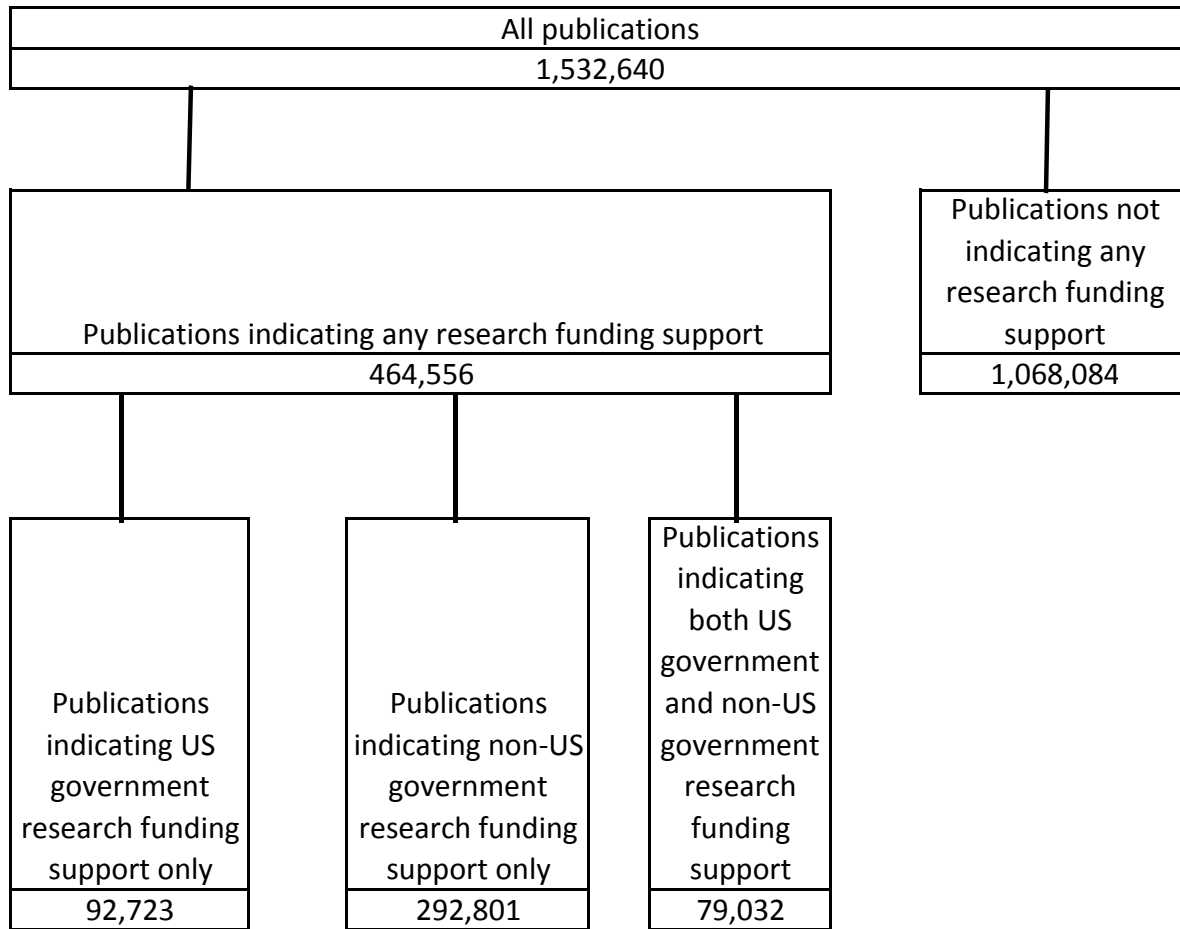 All publications
1,532,640
Publications indicating any research funding support
464,556
Publications not
indicating any
research funding
support
1,068,084
Publications
indicating US
government
research funding
support only
92,723
Publications
indicating non-US
government
research funding
support only
292,801
Publications
indicating
both US
government
and non-US
government
research
funding
support
79,032